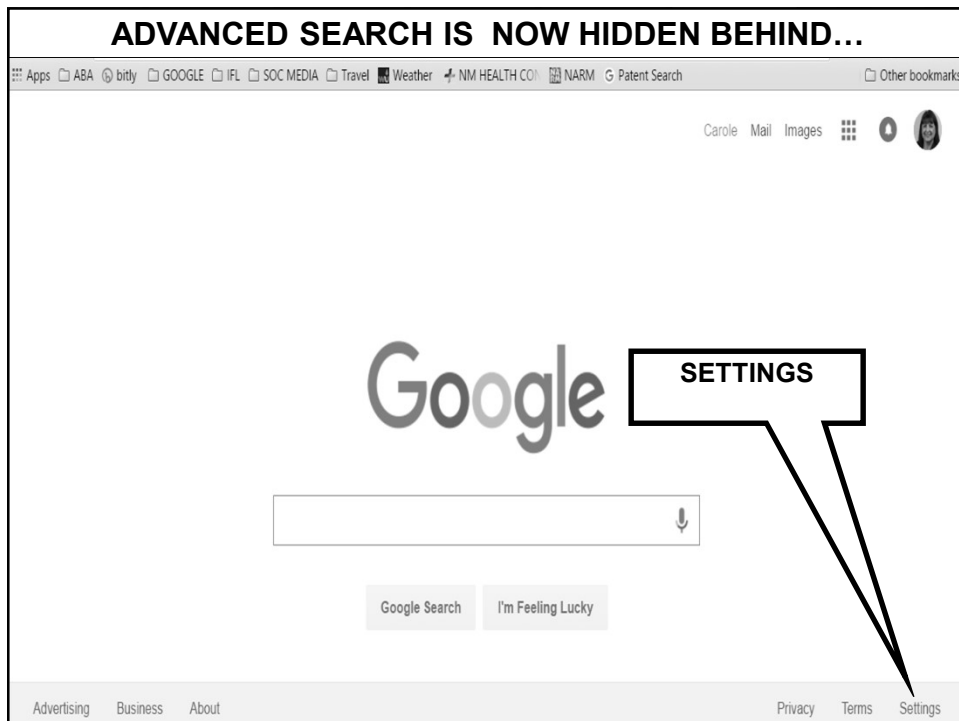 ADVANCED SEARCH IS NOW HIDDEN BEHIND…
Apps ABA bitly GOOGLE IFL SOC MEDIA Travel Weather NM HEALTH CON NARM Patent Search Other bookmarks
Carole Mail Images
Google
SETTINGS
Google Search I'm Feeling Lucky
Advertising Business About Privacy Terms Settings